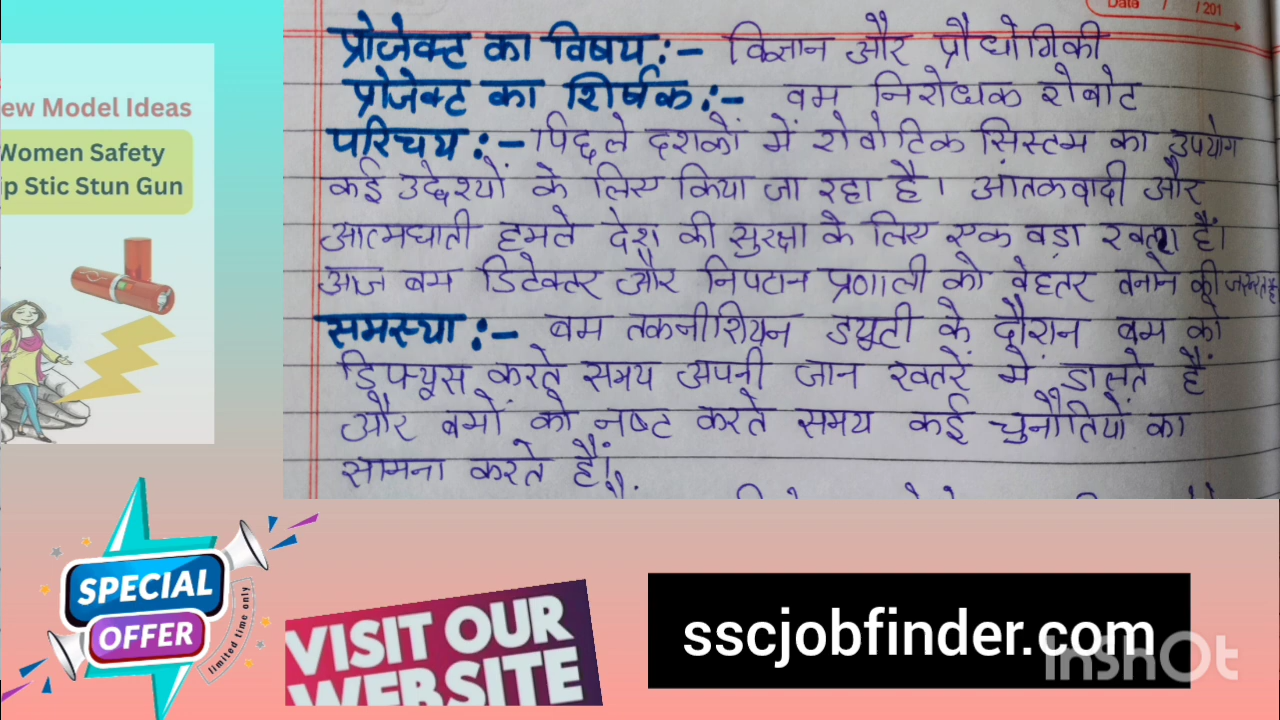 Data / / 201
प्रोजेक्ट का विषय:- विज्ञान और प्रौधोगिकी
प्रोजेक्ट का शिर्षक:- बम निरोधक रोबोट
परिचय:- पिछले दशकों में रोबोटिक सिस्टम का उपयोग
कई उद्देश्यों के लिए किया जा रहा है। आंतकवादी और
आत्मघाती हमले देश की सुरक्षा के लिए एक बड़ा खतरा हैं।
आज बम डिटेक्टर और निपटान प्रणाली को बेहतर बनाने की जरूरत है
समस्या:- बम तकनीशियन ड्यूटी के दौरान बम को
डिफ्यूस करते समय अपनी जान खतरें में डालते हैं
और बमों को नष्ट करते समय कई चुनौतियों का
सामना करते हैं।
ew Model Ideas
Women Safety
ip Stic Stun Gun
SPECIAL
OFFER
limited time only
VISIT OUR
WEBSITE
sscjobfinder.com
InShOt